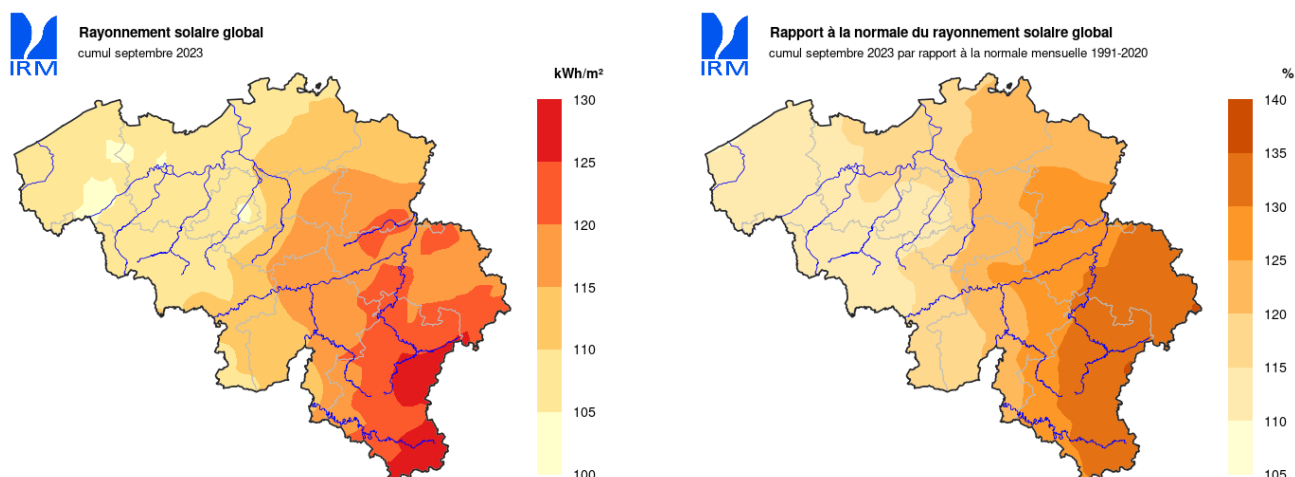 Rayonnement solaire global
cumul septembre 2023
IRM
kWh/m²
130
125
120
115
110
105
100
Rapport à la normale du rayonnement solaire global
cumul septembre 2023 par rapport à la normale mensuelle 1991-2020
IRM
%
140
135
130
125
120
115
110
105